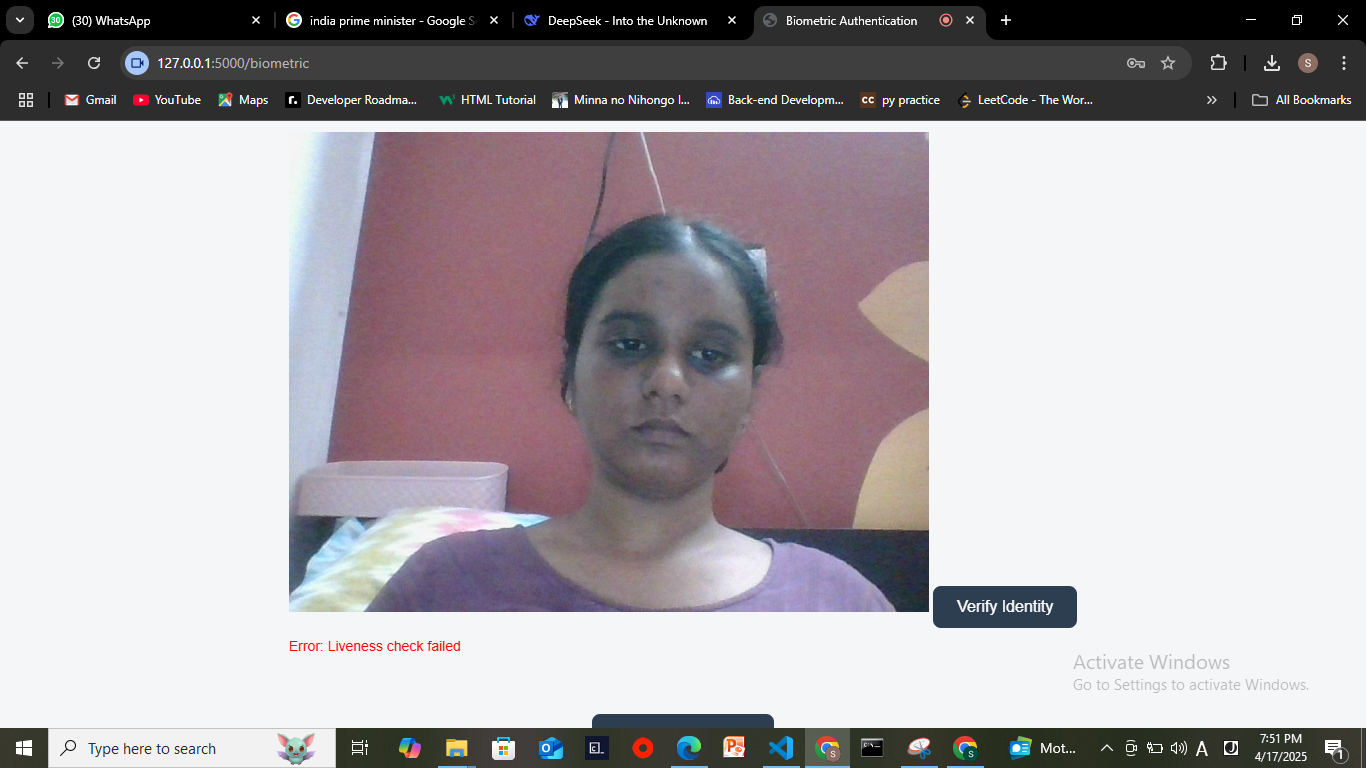 (30) WhatsApp
india prime minister - Google S
DeepSeek - Into the Unknown
Biometric Authentication
127.0.0.1:5000/biometric
S
Gmail
YouTube
Maps
Developer Roadma...
HTML Tutorial
Minna no Nihongo I...
Back-end Developm...
py practice
LeetCode - The Wor...
All Bookmarks
Verify Identity
Error: Liveness check failed
Activate Windows
Go to Settings to activate Windows.
Type here to search
Mot...
A
7:51 PM
4/17/2025
1